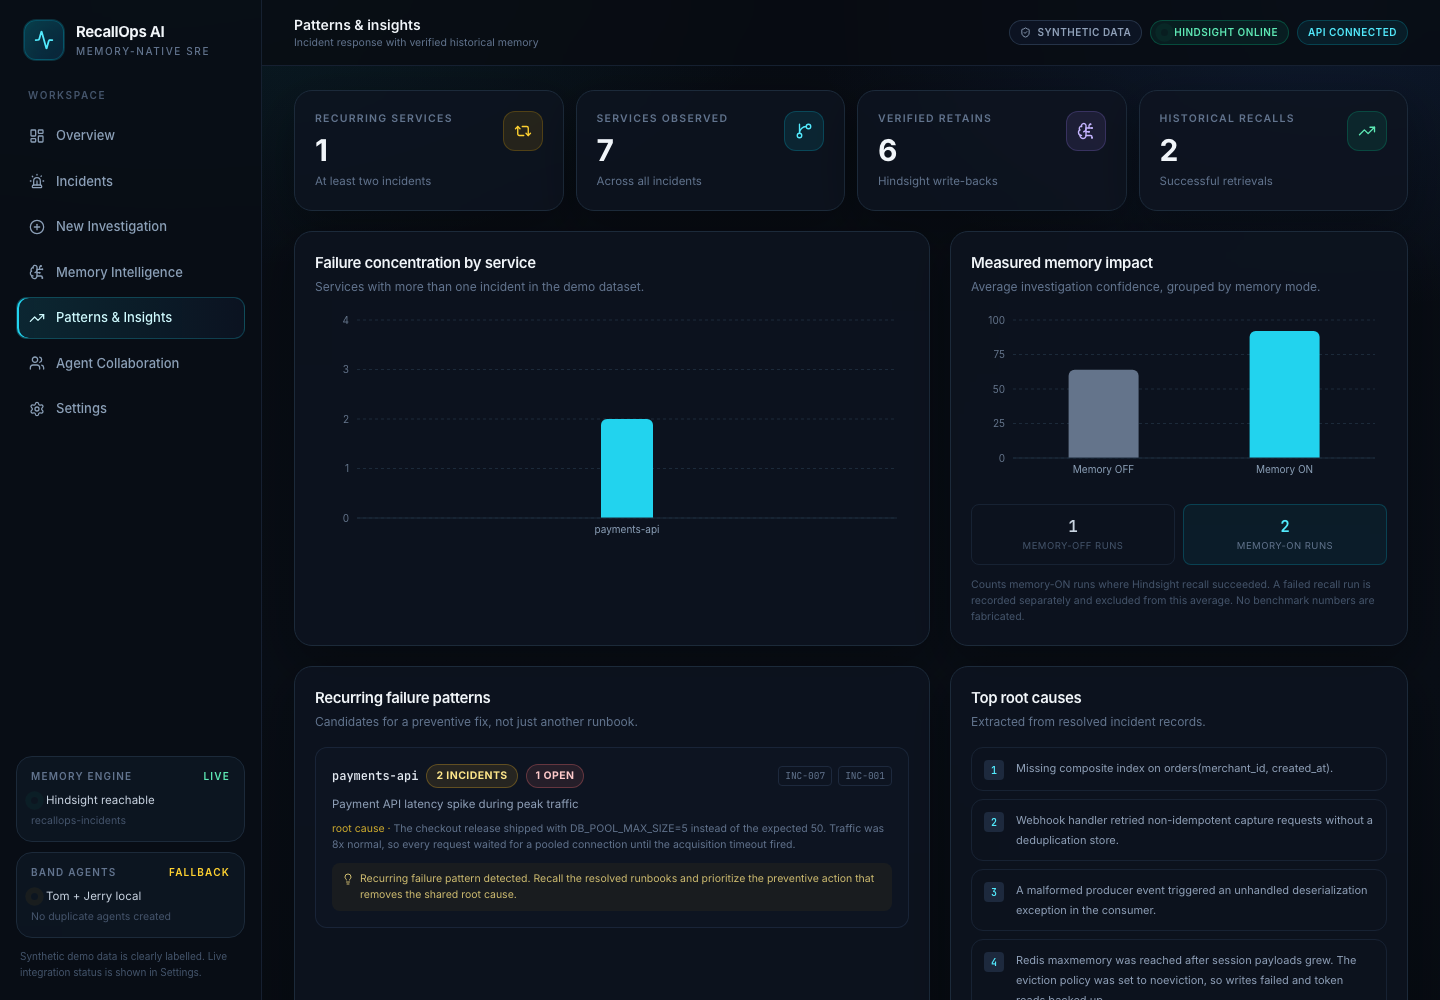 RecallOps AI
MEMORY-NATIVE SRE
WORKSPACE
Overview
Incidents
New Investigation
Memory Intelligence
Patterns & Insights
Agent Collaboration
Settings
MEMORY ENGINE LIVE
Hindsight reachable
recallops-incidents
BAND AGENTS FALLBACK
Tom + Jerry local
No duplicate agents created
Synthetic demo data is clearly labelled. Live
integration status is shown in Settings.
Patterns & insights
Incident response with verified historical memory
SYNTHETIC DATA
HINDSIGHT ONLINE
API CONNECTED
RECURRING SERVICES
1
At least two incidents
SERVICES OBSERVED
7
Across all incidents
VERIFIED RETAINS
6
Hindsight write-backs
HISTORICAL RECALLS
2
Successful retrievals
Failure concentration by service
Services with more than one incident in the demo dataset.
4
3
2
1
0
payments-api
Measured memory impact
Average investigation confidence, grouped by memory mode.
100
75
50
25
0
Memory OFF
Memory ON
1
MEMORY-OFF RUNS
2
MEMORY-ON RUNS
Counts memory-ON runs where Hindsight recall succeeded. A failed recall run is
recorded separately and excluded from this average. No benchmark numbers are
fabricated.
Recurring failure patterns
Candidates for a preventive fix, not just another runbook.
payments-api 2 INCIDENTS 1 OPEN INC-007 INC-001
Payment API latency spike during peak traffic
root cause · The checkout release shipped with DB_POOL_MAX_SIZE=5 instead of the expected 50. Traffic was
8x normal, so every request waited for a pooled connection until the acquisition timeout fired.
Recurring failure pattern detected. Recall the resolved runbooks and prioritize the preventive action that
removes the shared root cause.
Top root causes
Extracted from resolved incident records.
1 Missing composite index on orders(merchant_id, created_at).
2 Webhook handler retried non-idempotent capture requests without a
deduplication store.
3 A malformed producer event triggered an unhandled deserialization
exception in the consumer.
4 Redis maxmemory was reached after session payloads grew. The
eviction policy was set to noeviction, so writes failed and token
reads backed up.